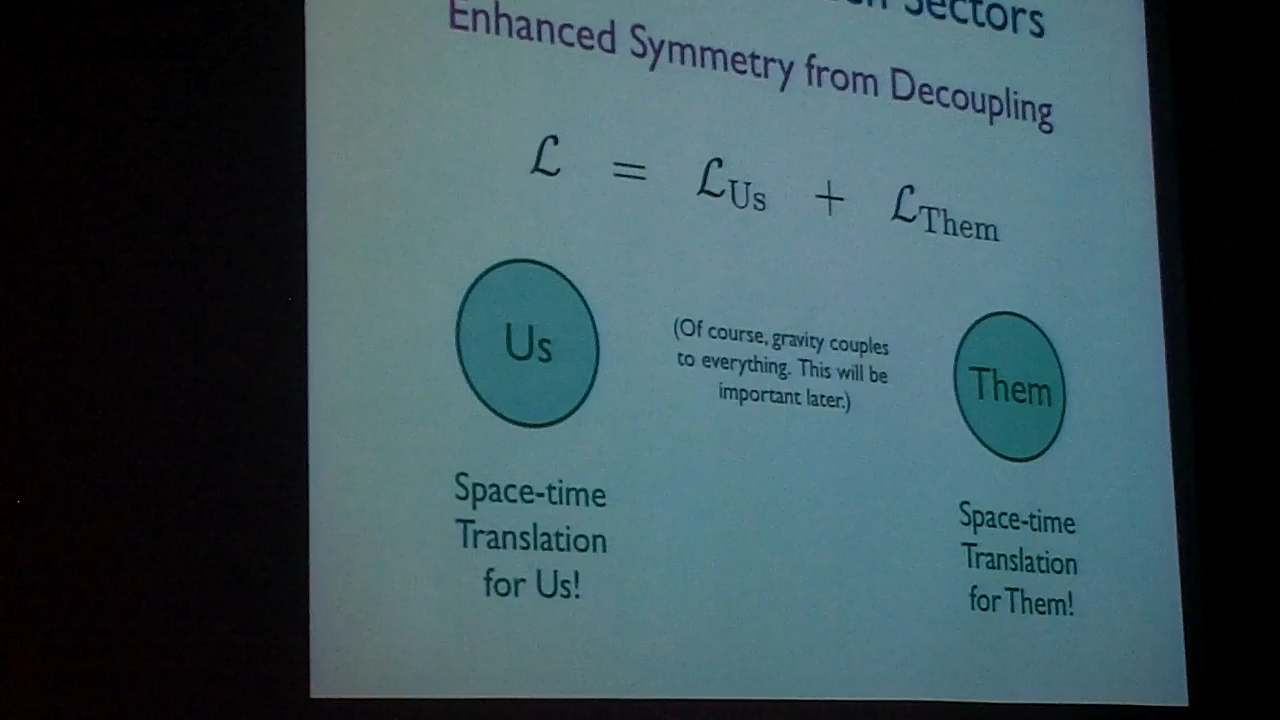 Sectors
Enhanced Symmetry from Decoupling
ℒ = ℒ_Us + ℒ_Them
Us
(Of course, gravity couples
to everything. This will be
important later.)
Them
Space-time
Translation
for Us!
Space-time
Translation
for Them!